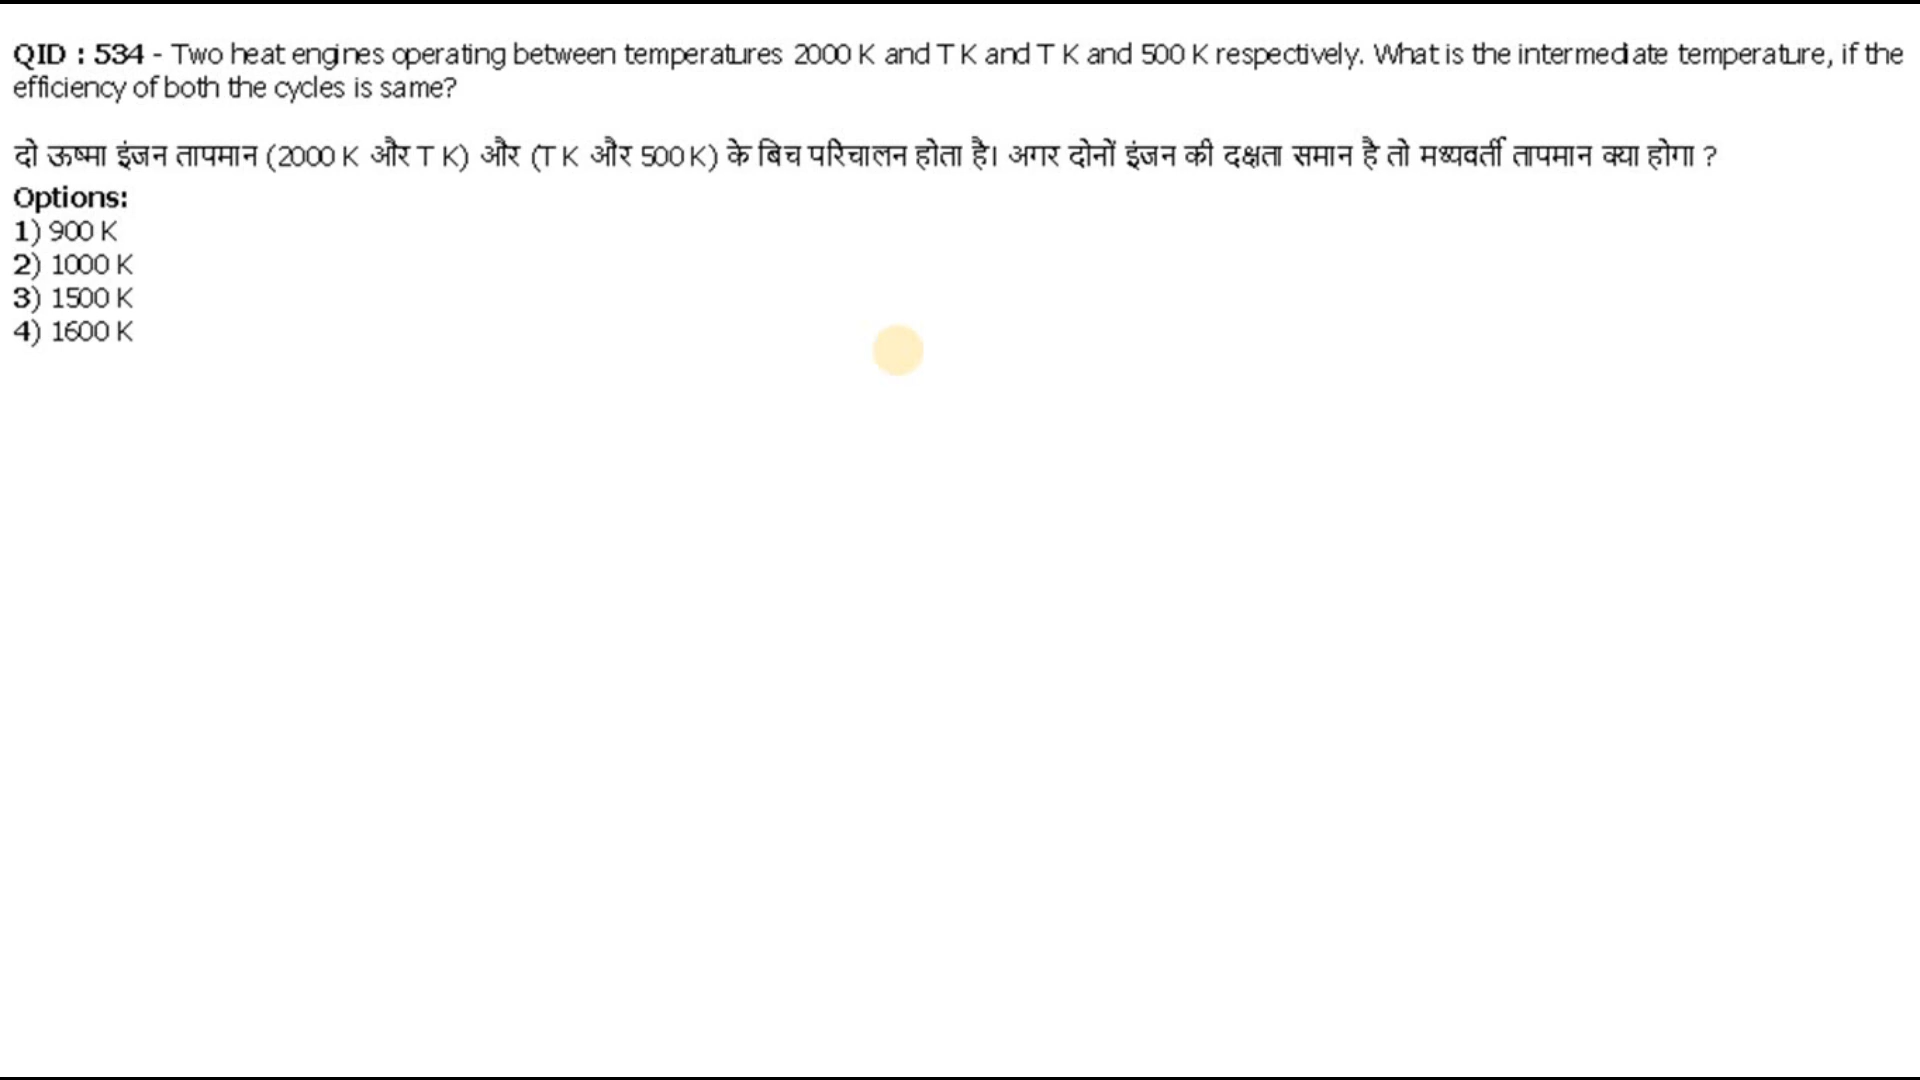 QID : 534 - Two heat engines operating between temperatures 2000 K and T K and T K and 500 K respectively. What is the intermediate temperature, if the
efficiency of both the cycles is same?
दो ऊष्मा इंजन तापमान (2000 K और T K) और (T K और 500 K) के बिच परिचालन होता है। अगर दोनों इंजन की दक्षता समान है तो मध्यवर्ती तापमान क्या होगा ?
Options:
1) 900 K
2) 1000 K
3) 1500 K
4) 1600 K